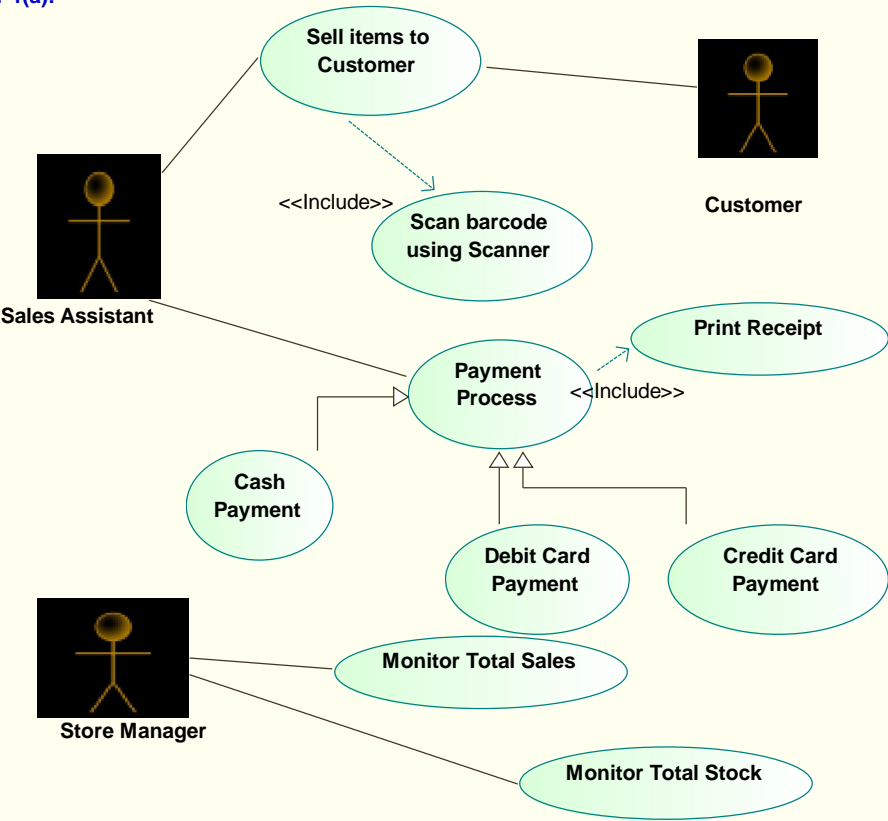 Sell items to
Customer
<<Include>>
Scan barcode
using Scanner
Customer
Sales Assistant
Print Receipt
Payment
Process
<<Include>>
Cash
Payment
Debit Card
Payment
Credit Card
Payment
Monitor Total Sales
Store Manager
Monitor Total Stock